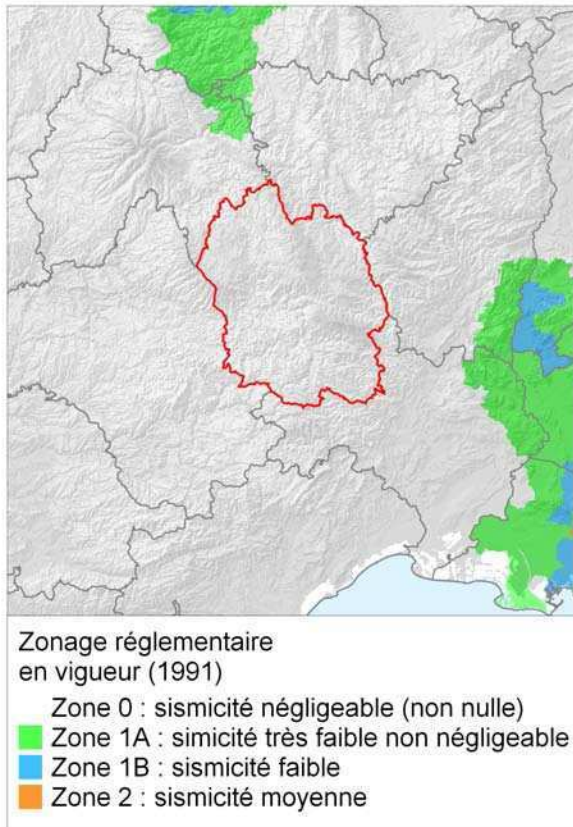 Zonage réglementaire
en vigueur (1991)
Zone 0 : sismicité négligeable (non nulle)
Zone 1A : simicité très faible non négligeable
Zone 1B : sismicité faible
Zone 2 : sismicité moyenne